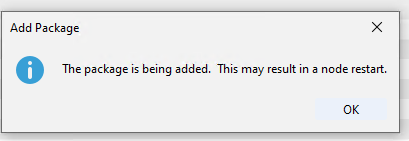 Add Package
The package is being added.  This may result in a node restart.
OK